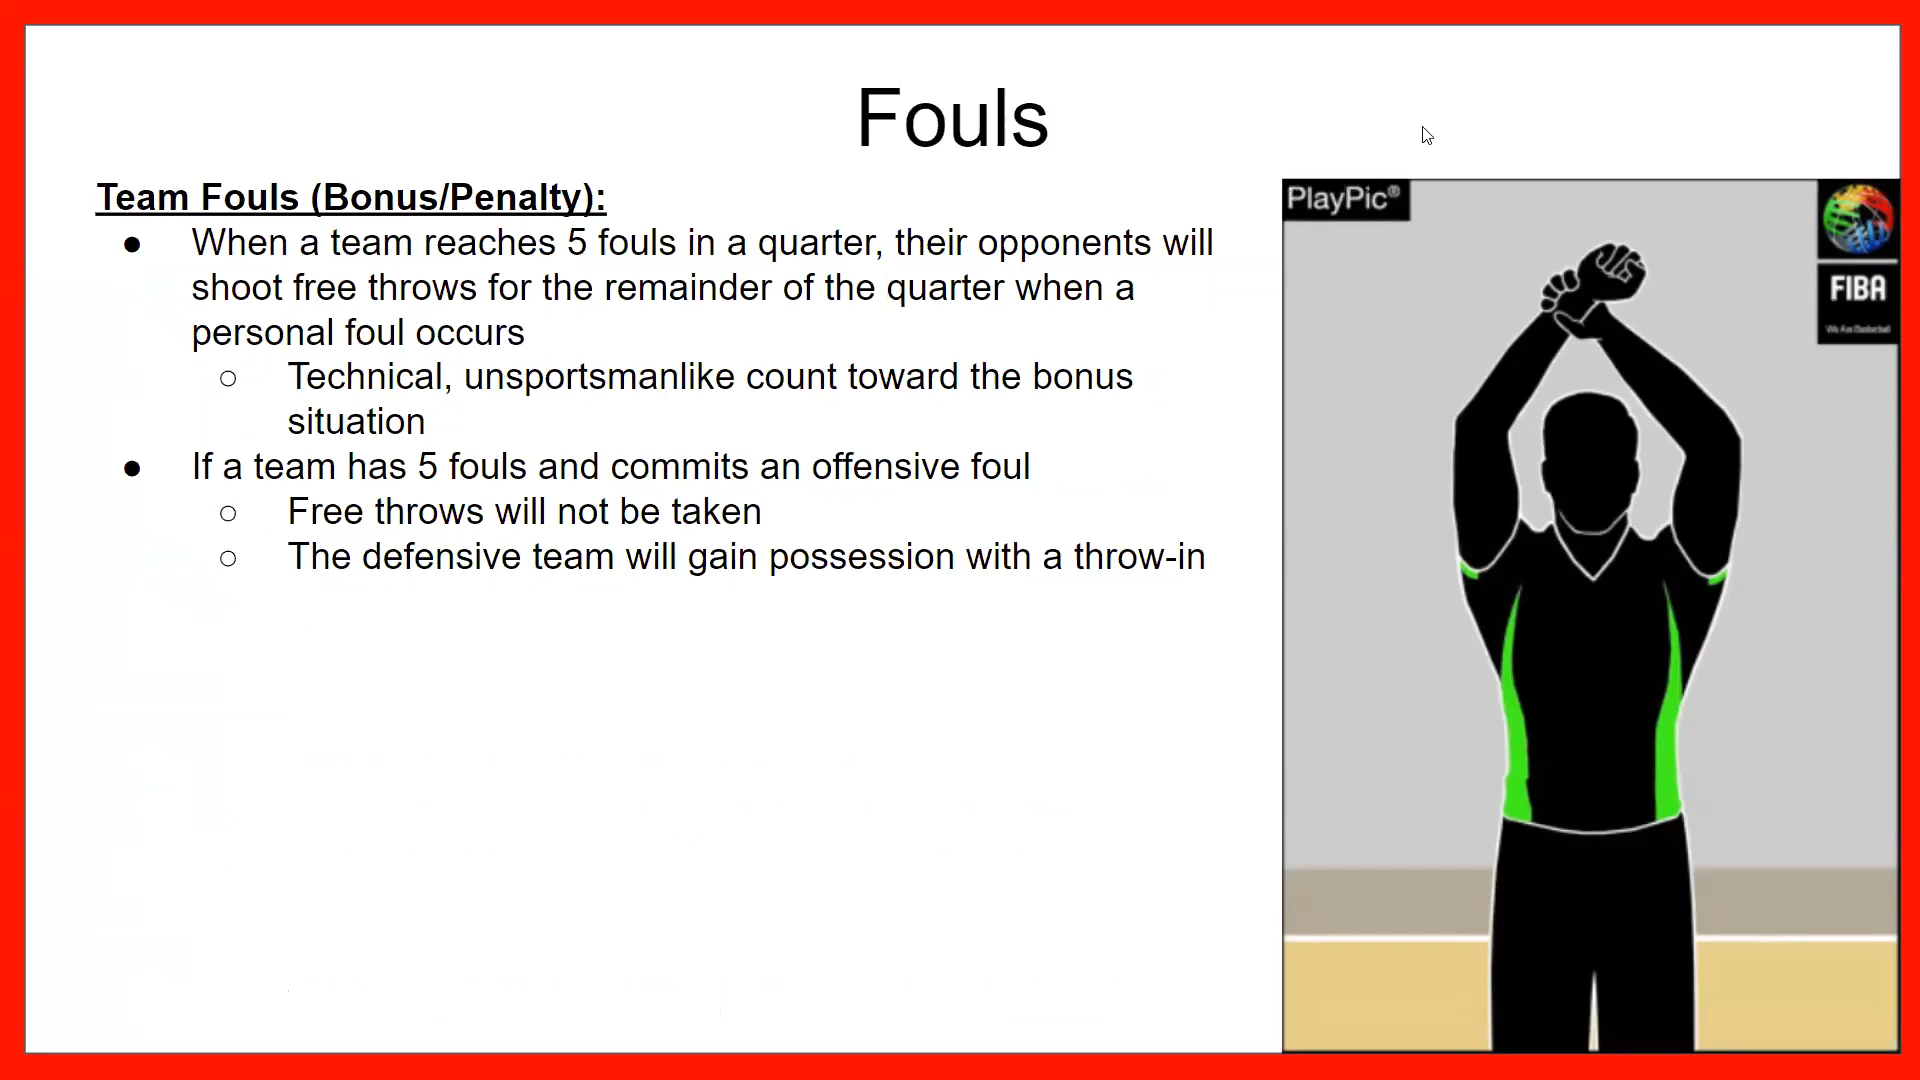 Fouls
Team Fouls (Bonus/Penalty):
● When a team reaches 5 fouls in a quarter, their opponents will
shoot free throws for the remainder of the quarter when a
personal foul occurs
○ Technical, unsportsmanlike count toward the bonus
situation
● If a team has 5 fouls and commits an offensive foul
○ Free throws will not be taken
○ The defensive team will gain possession with a throw-in
PlayPic®
FIBA
We Are Basketball